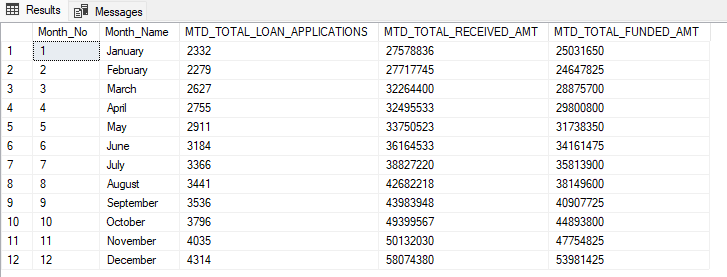 Results Messages
Month_No Month_Name MTD_TOTAL_LOAN_APPLICATIONS MTD_TOTAL_RECEIVED_AMT MTD_TOTAL_FUNDED_AMT
1 1 January 2332 27578836 25031650
2 2 February 2279 27717745 24647825
3 3 March 2627 32264400 28875700
4 4 April 2755 32495533 29800800
5 5 May 2911 33750523 31738350
6 6 June 3184 36164533 34161475
7 7 July 3366 38827220 35813900
8 8 August 3441 42682218 38149600
9 9 September 3536 43983948 40907725
10 10 October 3796 49399567 44893800
11 11 November 4035 50132030 47754825
12 12 December 4314 58074380 53981425